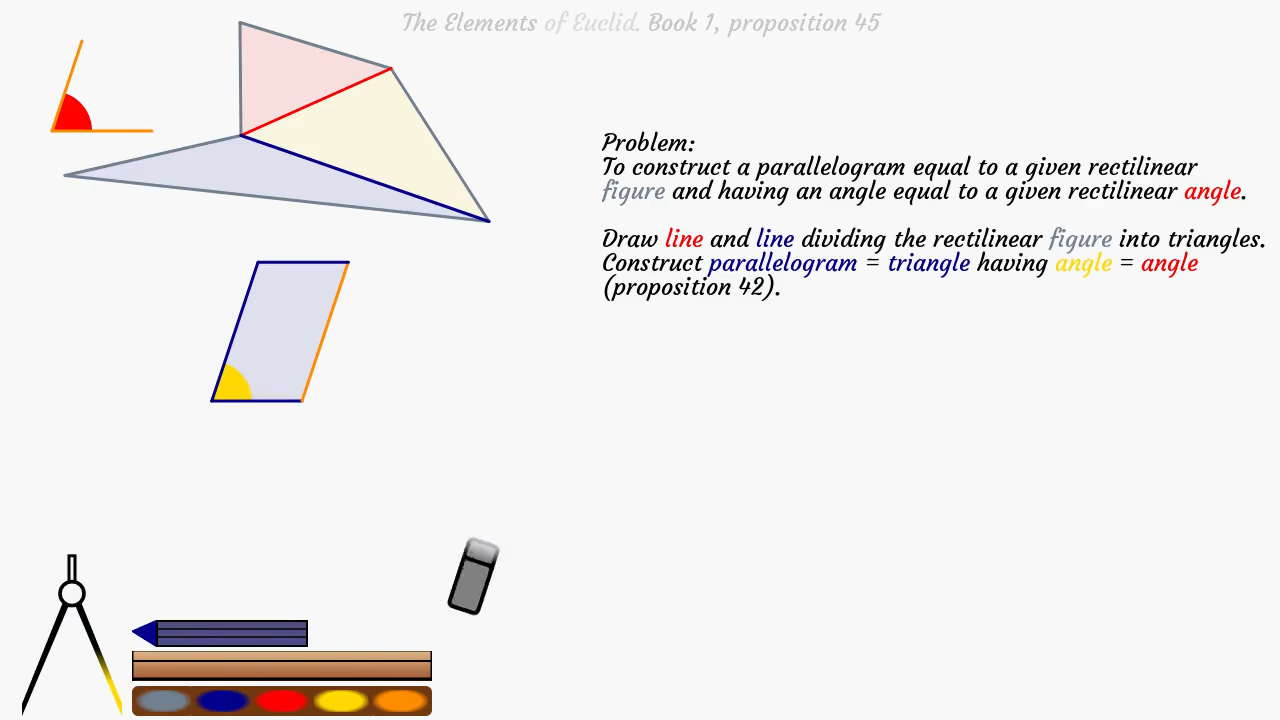 The Elements of Euclid. Book 1, proposition 45
Problem:
To construct a parallelogram equal to a given rectilinear
figure and having an angle equal to a given rectilinear angle.
Draw line and line dividing the rectilinear figure into triangles.
Construct parallelogram = triangle having angle = angle
(proposition 42).